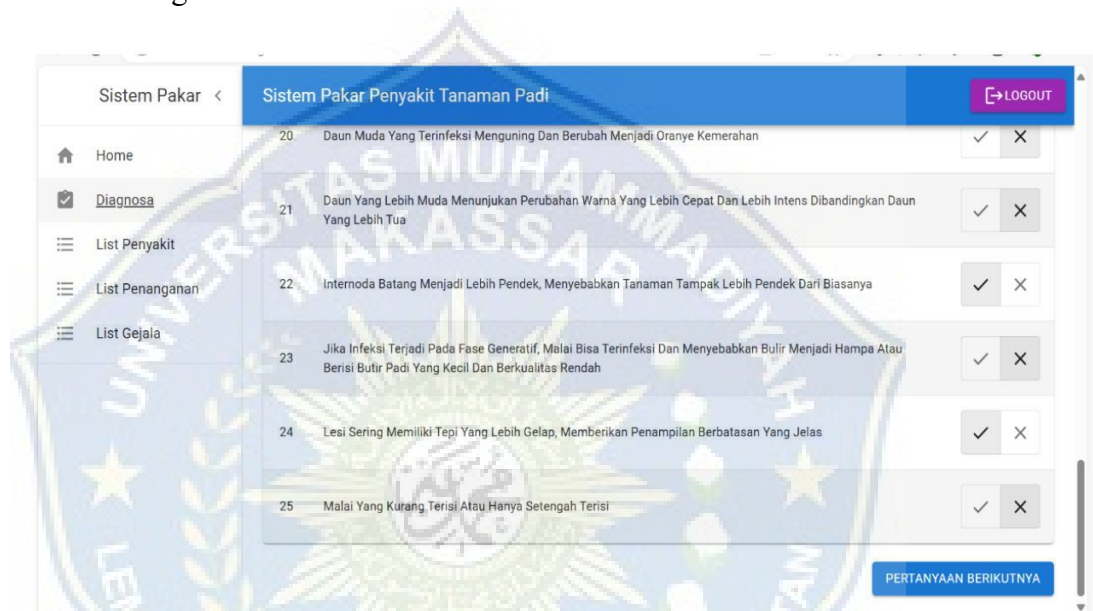 Sistem Pakar <
Sistem Pakar Penyakit Tanaman Padi
LOGOUT
Home
Diagnosa
List Penyakit
List Penanganan
List Gejala
20 Daun Muda Yang Terinfeksi Menguning Dan Berubah Menjadi Oranye Kemerahan
21 Daun Yang Lebih Muda Menunjukan Perubahan Warna Yang Lebih Cepat Dan Lebih Intens Dibandingkan Daun
Yang Lebih Tua
22 Internoda Batang Menjadi Lebih Pendek, Menyebabkan Tanaman Tampak Lebih Pendek Dari Biasanya
23 Jika Infeksi Terjadi Pada Fase Generatif, Malai Bisa Terinfeksi Dan Menyebabkan Bulir Menjadi Hampa Atau
Berisi Butir Padi Yang Kecil Dan Berkualitas Rendah
24 Lesi Sering Memiliki Tepi Yang Lebih Gelap, Memberikan Penampilan Berbatasan Yang Jelas
25 Malai Yang Kurang Terisi Atau Hanya Setengah Terisi
PERTANYAAN BERIKUTNYA
UNIVERSITAS MUHAMMADIYAH
MAKASSAR